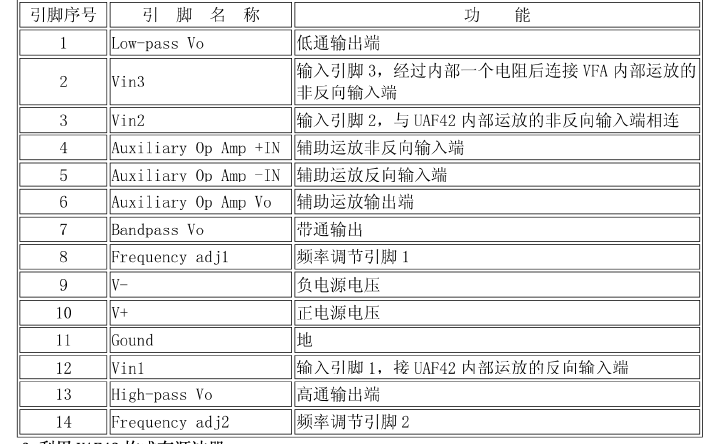 引脚序号 引 脚 名 称 功 能
1 Low-pass Vo 低通输出端
2 Vin3 输入引脚 3，经过内部一个电阻后连接 VFA 内部运放的
非反向输入端
3 Vin2 输入引脚 2，与 UAF42 内部运放的非反向输入端相连
4 Auxiliary Op Amp +IN 辅助运放非反向输入端
5 Auxiliary Op Amp -IN 辅助运放反向输入端
6 Auxiliary Op Amp Vo 辅助运放输出端
7 Bandpass Vo 带通输出
8 Frequency adj1 频率调节引脚 1
9 V- 负电源电压
10 V+ 正电源电压
11 Gound 地
12 Vin1 输入引脚 1，接 UAF42 内部运放的反向输入端
13 High-pass Vo 高通输出端
14 Frequency adj2 频率调节引脚 2